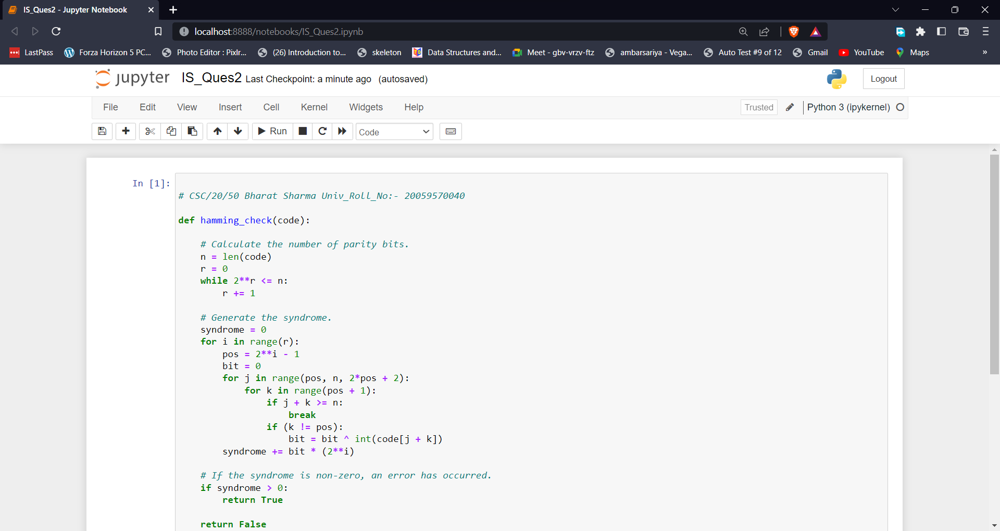 IS_Ques2 - Jupyter Notebook
localhost:8888/notebooks/IS_Ques2.ipynb
LastPass Forza Horizon 5 PC... Photo Editor : Pixlr... (26) Introduction to... skeleton Data Structures and... Meet - gbv-vrzv-ftz ambarsariya - Vega... Auto Test #9 of 12 Gmail YouTube Maps »
jupyter IS_Ques2 Last Checkpoint: a minute ago (autosaved) Logout
File Edit View Insert Cell Kernel Widgets Help Trusted Python 3 (ipykernel)
Run Code
In [1]:
# CSC/20/50 Bharat Sharma Univ_Roll_No:- 20059570040
def hamming_check(code):
# Calculate the number of parity bits.
n = len(code)
r = 0
while 2**r <= n:
r += 1
# Generate the syndrome.
syndrome = 0
for i in range(r):
pos = 2**i - 1
bit = 0
for j in range(pos, n, 2*pos + 2):
for k in range(pos + 1):
if j + k >= n:
break
if (k != pos):
bit = bit ^ int(code[j + k])
syndrome += bit * (2**i)
# If the syndrome is non-zero, an error has occurred.
if syndrome > 0:
return True
return False